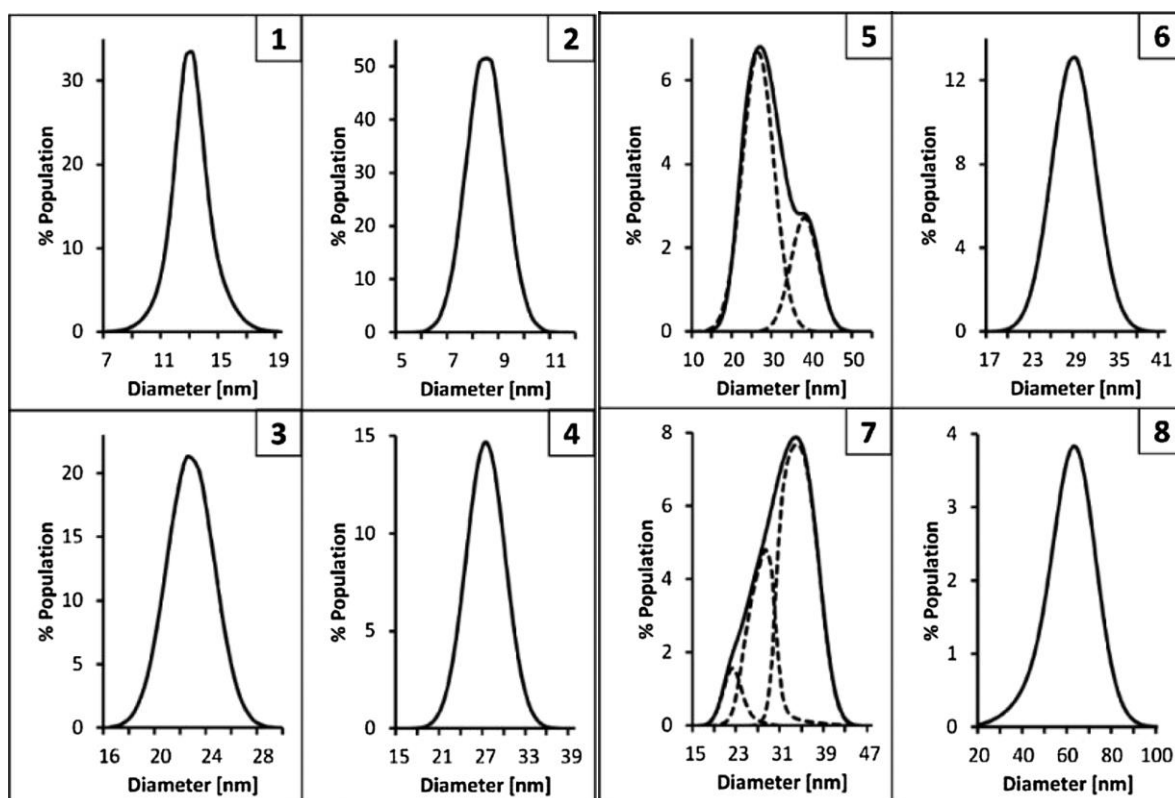 1
% Population
30
20
10
0
7 11 15 19
Diameter [nm]
2
% Population
50
40
30
20
10
0
5 7 9 11
Diameter [nm]
5
% Population
6
4
2
0
10 20 30 40 50
Diameter [nm]
6
% Population
12
8
4
0
17 23 29 35 41
Diameter [nm]
3
% Population
20
15
10
5
0
16 20 24 28
Diameter [nm]
4
% Population
15
10
5
0
15 21 27 33 39
Diameter [nm]
7
% Population
8
6
4
2
0
15 23 31 39 47
Diameter [nm]
8
% Population
4
3
2
1
0
20 40 60 80 100
Diameter [nm]